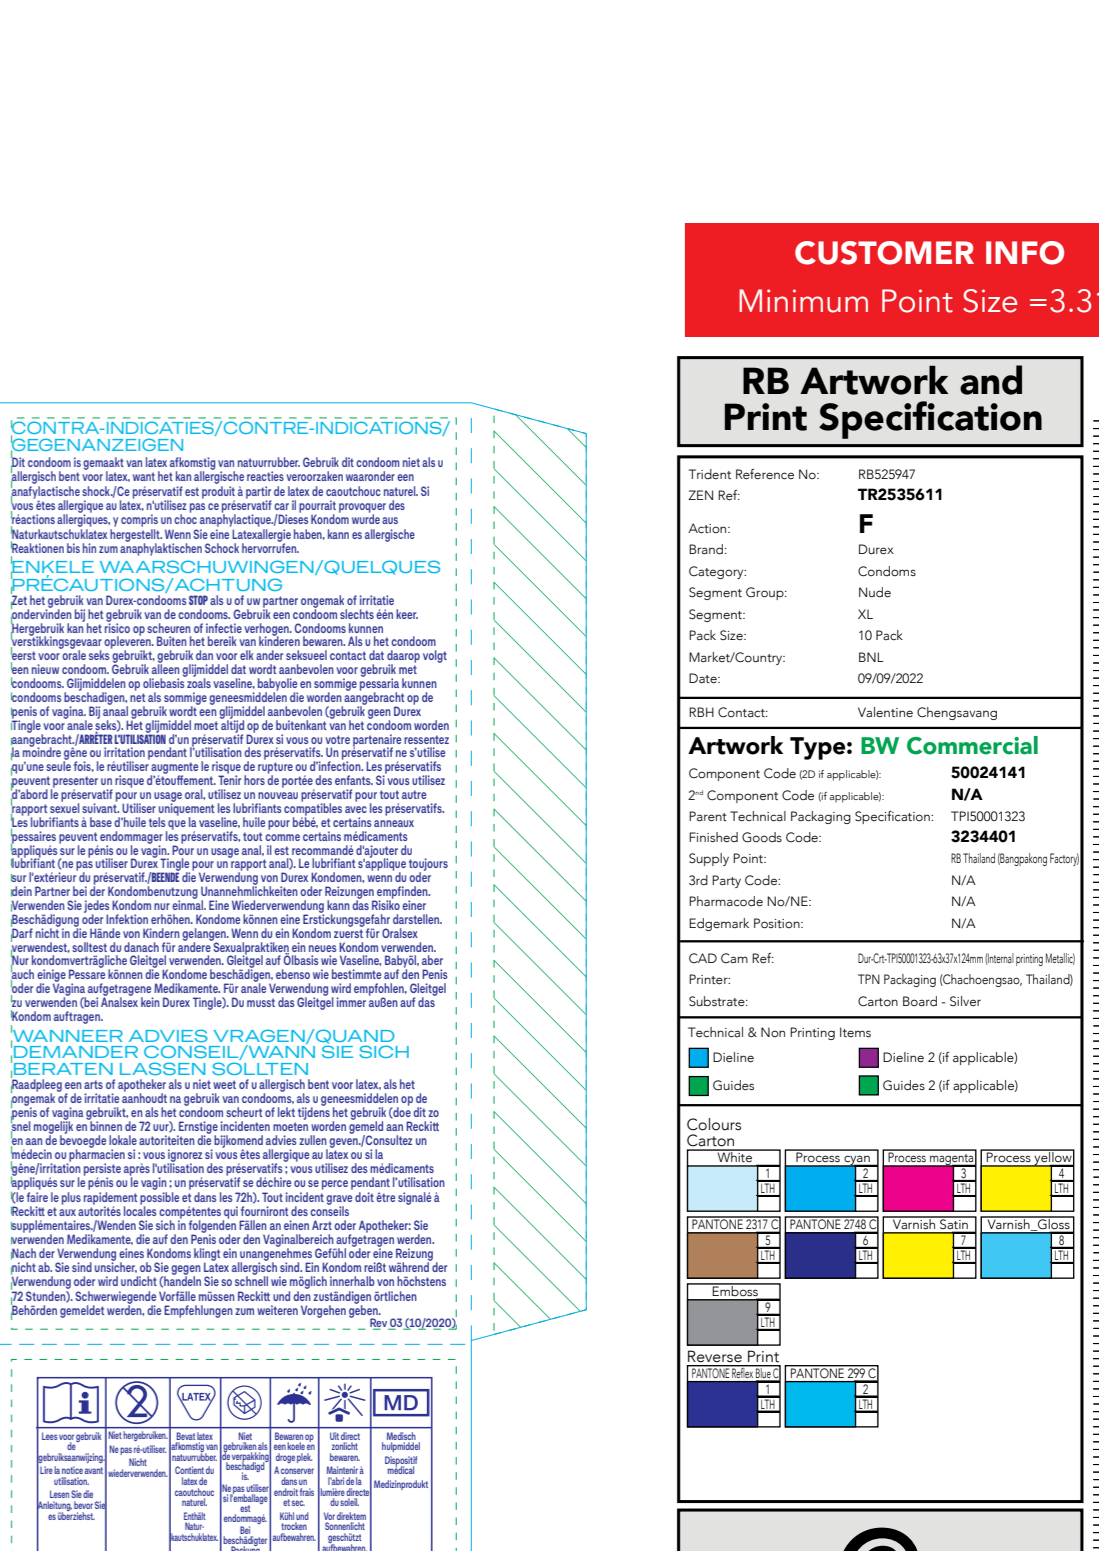 CUSTOMER INFO
Minimum Point Size =3.31
RB Artwork and
Print Specification
Trident Reference No: RB525947
ZEN Ref: TR2535611
Action: F
Brand: Durex
Category: Condoms
Segment Group: Nude
Segment: XL
Pack Size: 10 Pack
Market/Country: BNL
Date: 09/09/2022
RBH Contact: Valentine Chengsavang
Artwork Type: BW Commercial
Component Code (2D if applicable): 50024141
2nd Component Code (if applicable): N/A
Parent Technical Packaging Specification: TPI50001323
Finished Goods Code: 3234401
Supply Point: RB Thailand (Bangpakong Factory)
3rd Party Code: N/A
Pharmacode No/NE: N/A
Edgemark Position: N/A
CAD Cam Ref: Dur-Crt-TPI50001323-63x37x124mm (Internal printing Metallic)
Printer: TPN Packaging (Chachoengsao, Thailand)
Substrate: Carton Board - Silver
Technical & Non Printing Items
Dieline Dieline 2 (if applicable)
Guides Guides 2 (if applicable)
Colours
Carton
White Process cyan Process magenta Process yellow
1 2 3 4
LTH LTH LTH LTH
PANTONE 2317 C PANTONE 2748 C Varnish Satin Varnish_Gloss
5 6 7 8
LTH LTH LTH LTH
Emboss
9
LTH
Reverse Print
PANTONE Reflex Blue C PANTONE 299 C
1 2
LTH LTH
CONTRA-INDICATIES/CONTRE-INDICATIONS/
GEGENANZEIGEN
Dit condoom is gemaakt van latex afkomstig van natuurrubber. Gebruik dit condoom niet als u
allergisch bent voor latex, want het kan allergische reacties veroorzaken waaronder een
anafylactische shock./Ce préservatif est produit à partir de latex de caoutchouc naturel. Si
vous êtes allergique au latex, n'utilisez pas ce préservatif car il pourrait provoquer des
réactions allergiques, y compris un choc anaphylactique./Dieses Kondom wurde aus
Naturkautschuklatex hergestellt. Wenn Sie eine Latexallergie haben, kann es allergische
Reaktionen bis hin zum anaphylaktischen Schock hervorrufen.
ENKELE WAARSCHUWINGEN/QUELQUES
PRÉCAUTIONS/ACHTUNG
Zet het gebruik van Durex-condooms STOP als u of uw partner ongemak of irritatie
ondervinden bij het gebruik van de condooms. Gebruik een condoom slechts één keer.
Hergebruik kan het risico op scheuren of infectie verhogen. Condooms kunnen
verstikkingsgevaar opleveren. Buiten het bereik van kinderen bewaren. Als u het condoom
eerst voor orale seks gebruikt, gebruik dan voor elk ander seksueel contact dat daarop volgt
een nieuw condoom. Gebruik alleen glijmiddel dat wordt aanbevolen voor gebruik met
condooms. Glijmiddelen op oliebasis zoals vaseline, babyolie en sommige pessaria kunnen
condooms beschadigen, net als sommige geneesmiddelen die worden aangebracht op de
penis of vagina. Bij anaal gebruik wordt een glijmiddel aanbevolen (gebruik geen Durex
Tingle voor anale seks). Het glijmiddel moet altijd op de buitenkant van het condoom worden
aangebracht./ARRÊTER L'UTILISATION d'un préservatif Durex si vous ou votre partenaire ressentez
la moindre gêne ou irritation pendant l'utilisation des préservatifs. Un préservatif ne s'utilise
qu'une seule fois, le réutiliser augmente le risque de rupture ou d'infection. Les préservatifs
peuvent presenter un risque d'étouffement. Tenir hors de portée des enfants. Si vous utilisez
d'abord le préservatif pour un usage oral, utilisez un nouveau préservatif pour tout autre
rapport sexuel suivant. Utiliser uniquement les lubrifiants compatibles avec les préservatifs.
Les lubrifiants à base d'huile tels que la vaseline, huile pour bébé, et certains anneaux
pessaires peuvent endommager les préservatifs, tout comme certains médicaments
appliqués sur le pénis ou le vagin. Pour un usage anal, il est recommandé d'ajouter du
lubrifiant (ne pas utiliser Durex Tingle pour un rapport anal). Le lubrifiant s'applique toujours
sur l'extérieur du préservatif./BEENDE die Verwendung von Durex Kondomen, wenn du oder
dein Partner bei der Kondombenutzung Unannehmlichkeiten oder Reizungen empfinden.
Verwenden Sie jedes Kondom nur einmal. Eine Wiederverwendung kann das Risiko einer
Beschädigung oder Infektion erhöhen. Kondome können eine Erstickungsgefahr darstellen.
Darf nicht in die Hände von Kindern gelangen. Wenn du ein Kondom zuerst für Oralsex
verwendest, solltest du danach für andere Sexualpraktiken ein neues Kondom verwenden.
Nur kondomverträgliche Gleitgel verwenden. Gleitgel auf Ölbasis wie Vaseline, Babyöl, aber
auch einige Pessare können die Kondome beschädigen, ebenso wie bestimmte auf den Penis
oder die Vagina aufgetragene Medikamente. Für anale Verwendung wird empfohlen, Gleitgel
zu verwenden (bei Analsex kein Durex Tingle). Du musst das Gleitgel immer außen auf das
Kondom auftragen.
WANNEER ADVIES VRAGEN/QUAND
DEMANDER CONSEIL/WANN SIE SICH
BERATEN LASSEN SOLLTEN
Raadpleeg een arts of apotheker als u niet weet of u allergisch bent voor latex, als het
ongemak of de irritatie aanhoudt na gebruik van condooms, als u geneesmiddelen op de
penis of vagina gebruikt, en als het condoom scheurt of lekt tijdens het gebruik (doe dit zo
snel mogelijk en binnen de 72 uur). Ernstige incidenten moeten worden gemeld aan Reckitt
en aan de bevoegde lokale autoriteiten die bijkomend advies zullen geven./Consultez un
médecin ou pharmacien si : vous ignorez si vous êtes allergique au latex ou si la
gêne/irritation persiste après l'utilisation des préservatifs ; vous utilisez des médicaments
appliqués sur le pénis ou le vagin ; un préservatif se déchire ou se perce pendant l'utilisation
(le faire le plus rapidement possible et dans les 72h). Tout incident grave doit être signalé à
Reckitt et aux autorités locales compétentes qui fourniront des conseils
supplémentaires./Wenden Sie sich in folgenden Fällen an einen Arzt oder Apotheker: Sie
verwenden Medikamente, die auf den Penis oder den Vaginalbereich aufgetragen werden.
Nach der Verwendung eines Kondoms klingt ein unangenehmes Gefühl oder eine Reizung
nicht ab. Sie sind unsicher, ob Sie gegen Latex allergisch sind. Ein Kondom reißt während der
Verwendung oder wird undicht (handeln Sie so schnell wie möglich innerhalb von höchstens
72 Stunden). Schwerwiegende Vorfälle müssen Reckitt und den zuständigen örtlichen
Behörden gemeldet werden, die Empfehlungen zum weiteren Vorgehen geben.
Rev 03 (10/2020)
i
2
LATEX
MD
Lees voor gebruik
de
gebruiksaanwijzing.
Lire la notice avant
utilisation.
Lesen Sie die
Anleitung, bevor Sie
es überziehst.
Niet hergebruiken.
Ne pas ré-utiliser.
Nicht
wiederverwenden.
Bevat latex
afkomstig van
natuurrubber.
Contient du
latex de
caoutchouc
naturel.
Enthält
Natur-
kautschuklatex.
Niet
gebruiken als
de verpakking
beschadigd
is.
Ne pas utiliser
si l'emballage
est
endommagé.
Bei
beschädigter
Packung
Bewaren op
een koele en
droge plek.
A conserver
dans un
endroit frais
et sec.
Kühl und
trocken
aufbewahren.
Uit direct
zonlicht
bewaren.
Maintenir à
l'abri de la
lumière directe
du soleil.
Vor direktem
Sonnenlicht
geschützt
aufbewahren.
Medisch
hulpmiddel
Dispositif
médical
Medizinprodukt